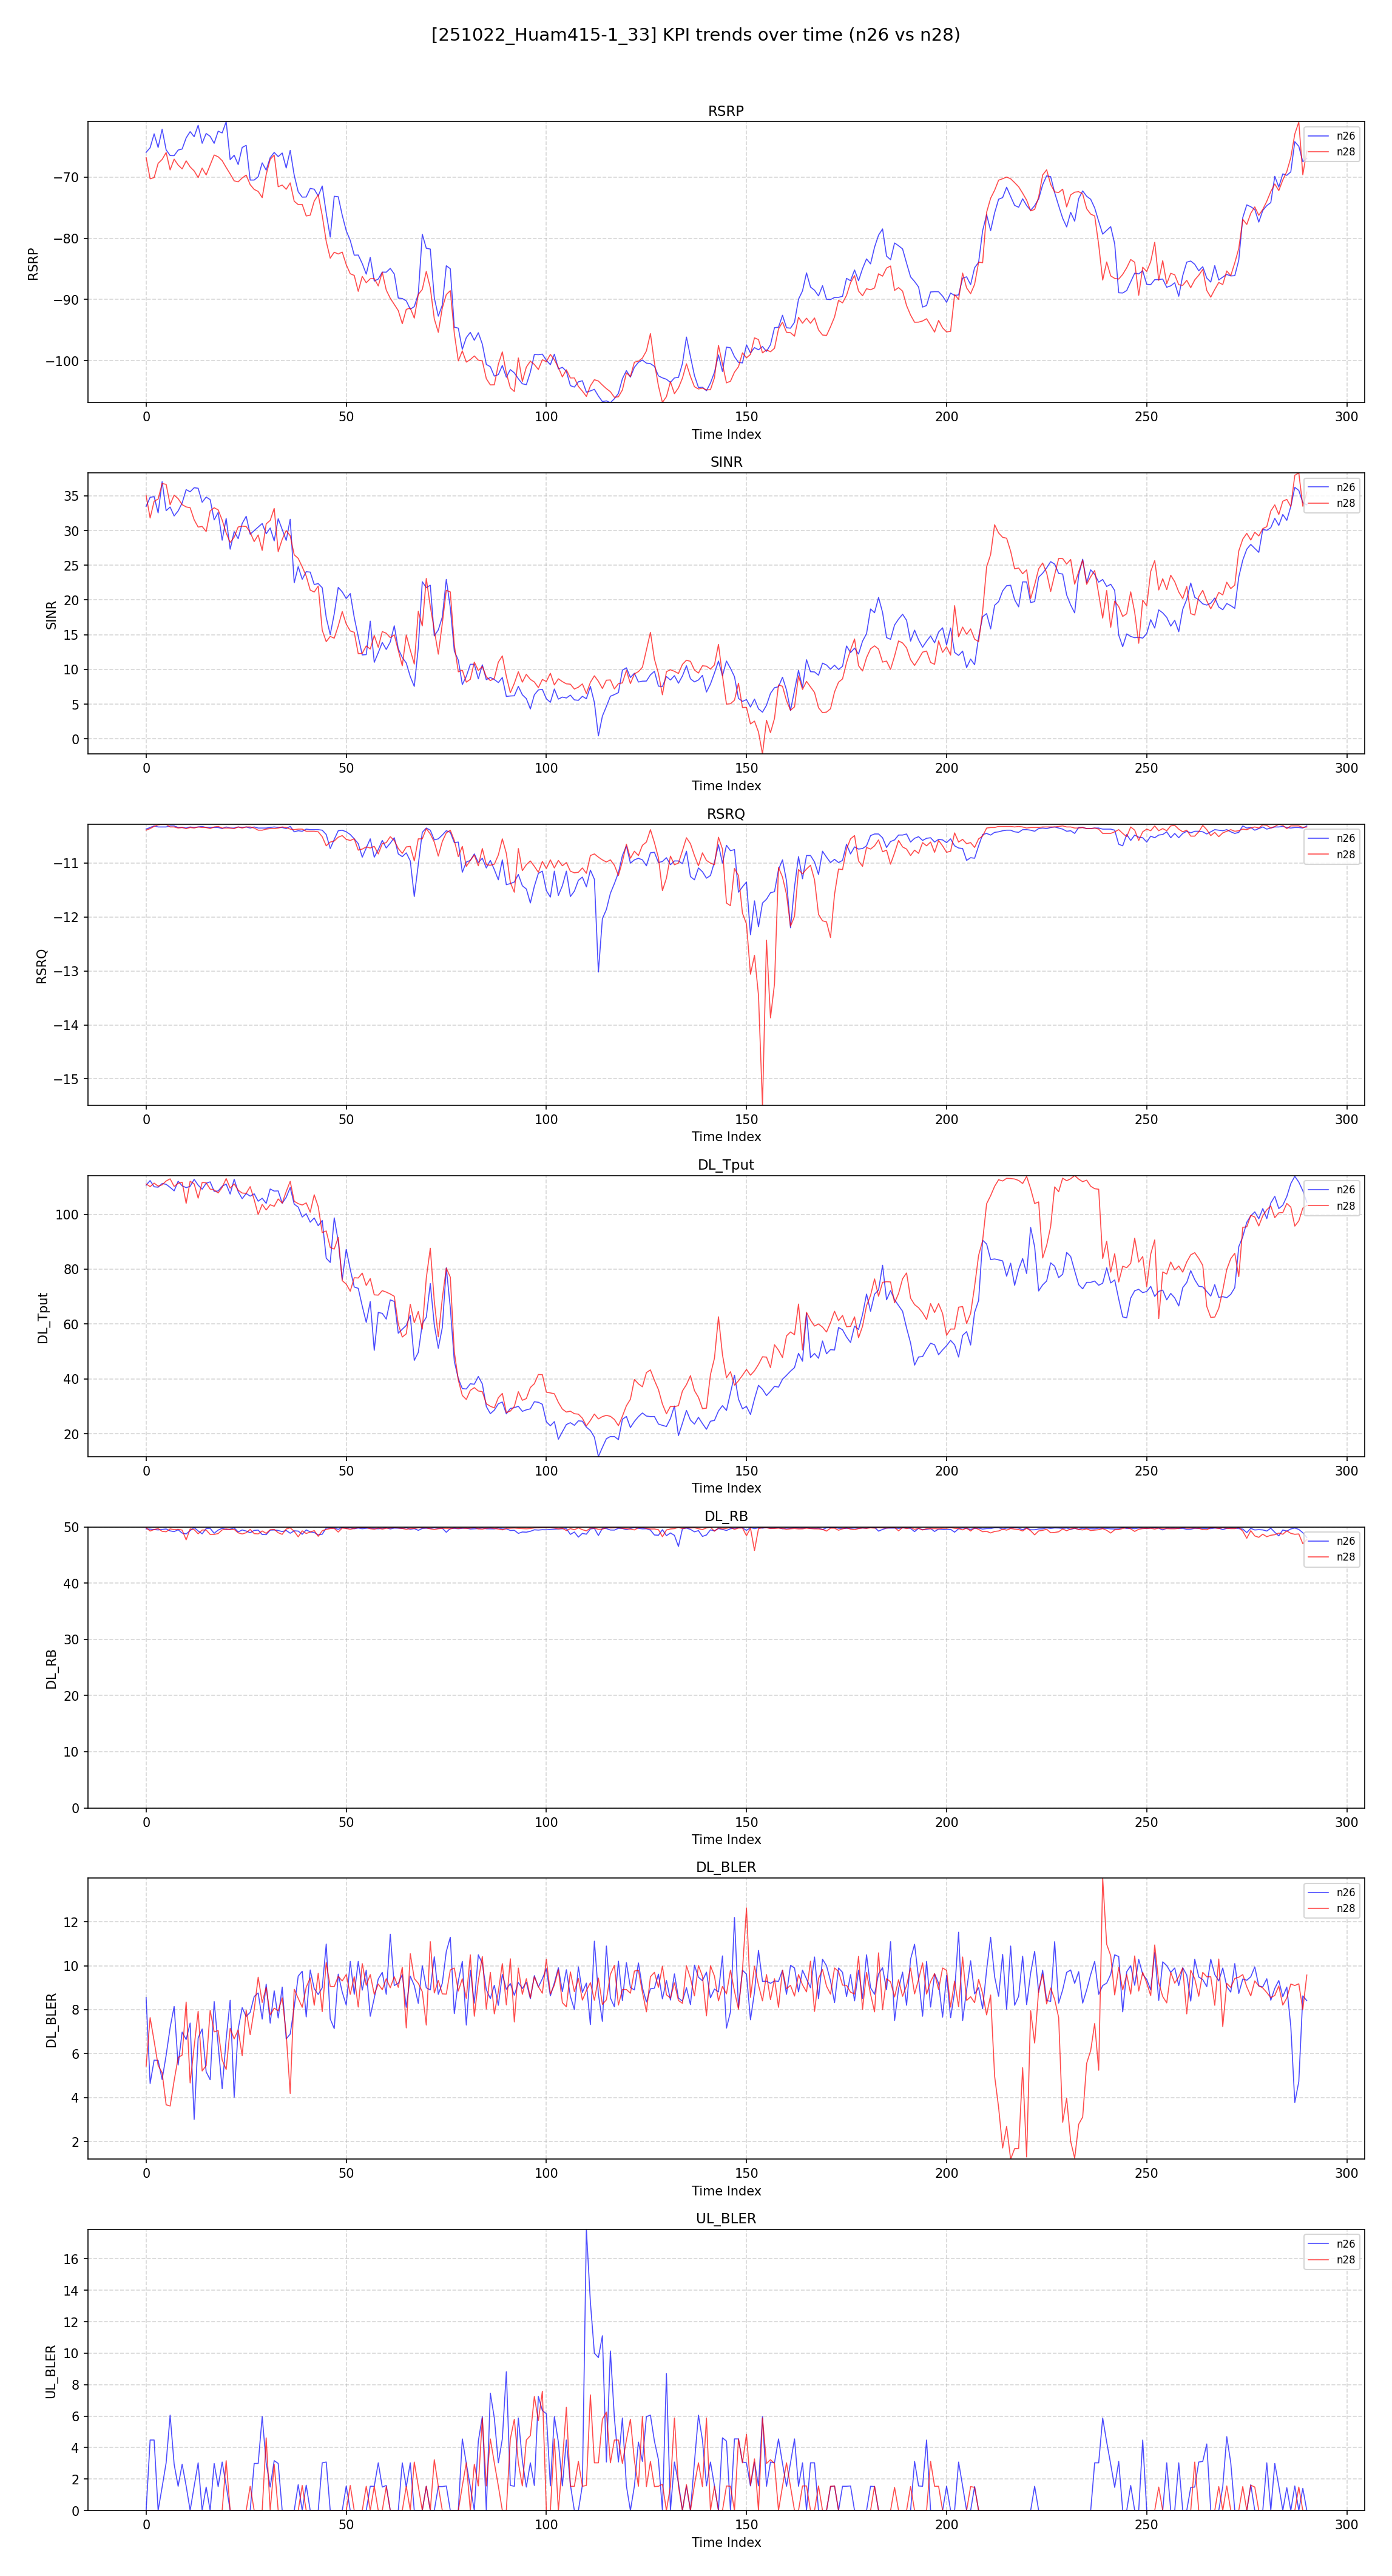 [251022_Huam415-1_33] KPI trends over time (n26 vs n28)
RSRP
n26
n28
RSRP
−70
−80
−90
−100
0 50 100 150 200 250 300
Time Index
SINR
n26
n28
SINR
35
30
25
20
15
10
5
0
0 50 100 150 200 250 300
Time Index
RSRQ
n26
n28
RSRQ
−11
−12
−13
−14
−15
0 50 100 150 200 250 300
Time Index
DL_Tput
n26
n28
DL_Tput
100
80
60
40
20
0 50 100 150 200 250 300
Time Index
DL_RB
n26
n28
DL_RB
50
40
30
20
10
0
0 50 100 150 200 250 300
Time Index
DL_BLER
n26
n28
DL_BLER
12
10
8
6
4
2
0 50 100 150 200 250 300
Time Index
UL_BLER
n26
n28
UL_BLER
16
14
12
10
8
6
4
2
0
0 50 100 150 200 250 300
Time Index